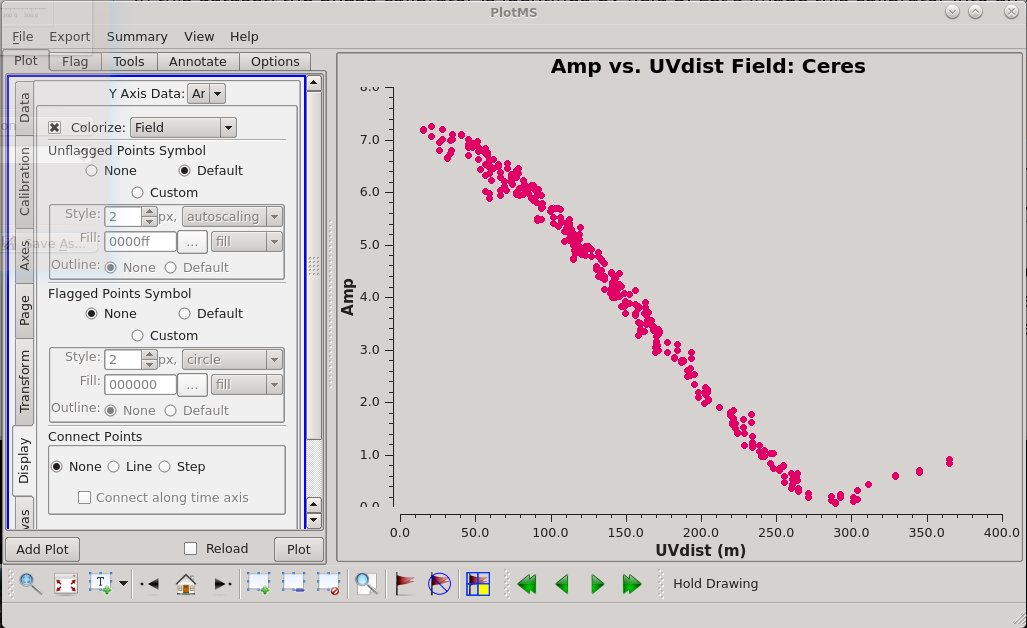 PlotMS
File Export Summary View Help
Plot Flag Tools Annotate Options
Data
Calibration
Axes
Page
Transform
Display
Y Axis Data:
Colorize: Field
Unflagged Points Symbol
None Default
Custom
Style: 2 px, autoscaling
Fill: 0000ff ... fill
Outline: None Default
Flagged Points Symbol
None Default
Custom
Style: 2 px, circle
Fill: 000000 ... fill
Outline: None Default
Connect Points
None Line Step
Connect along time axis
Save As...
Add Plot Reload Plot
Amp vs. UVdist Field: Ceres
Amp
8.0
7.0
6.0
5.0
4.0
3.0
2.0
1.0
0.0
0.0 50.0 100.0 150.0 200.0 250.0 300.0 350.0 400.0
UVdist (m)
T
Hold Drawing